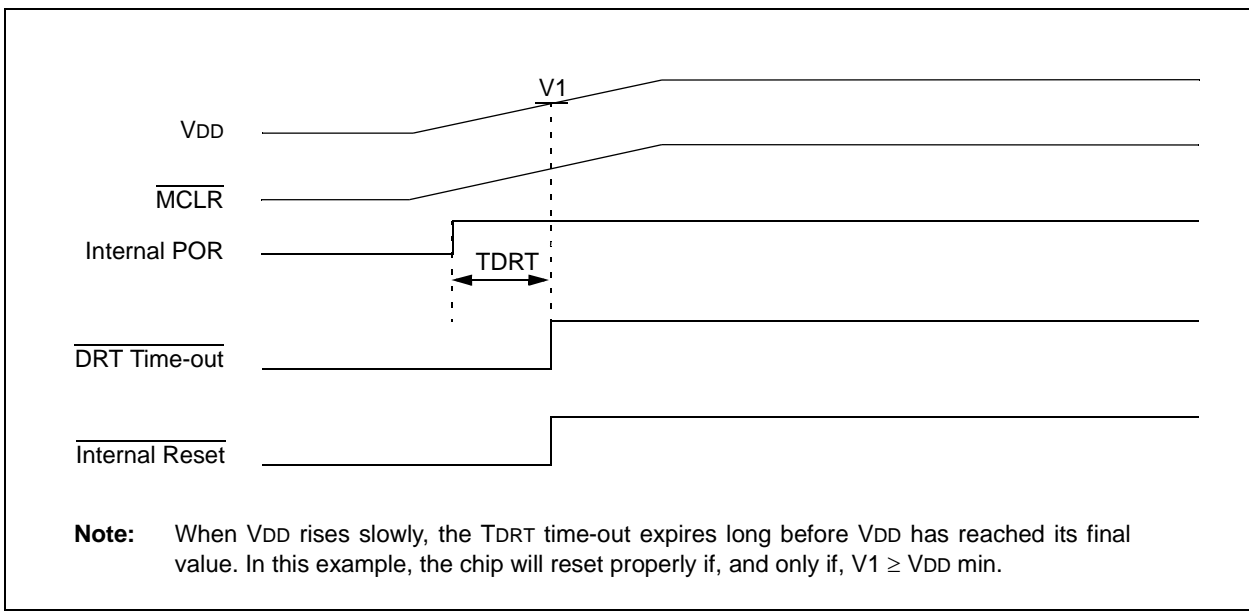 V1
VDD
MCLR
Internal POR
TDRT
DRT Time-out
Internal Reset
Note: When VDD rises slowly, the TDRT time-out expires long before VDD has reached its final
value. In this example, the chip will reset properly if, and only if, V1 ≥ VDD min.